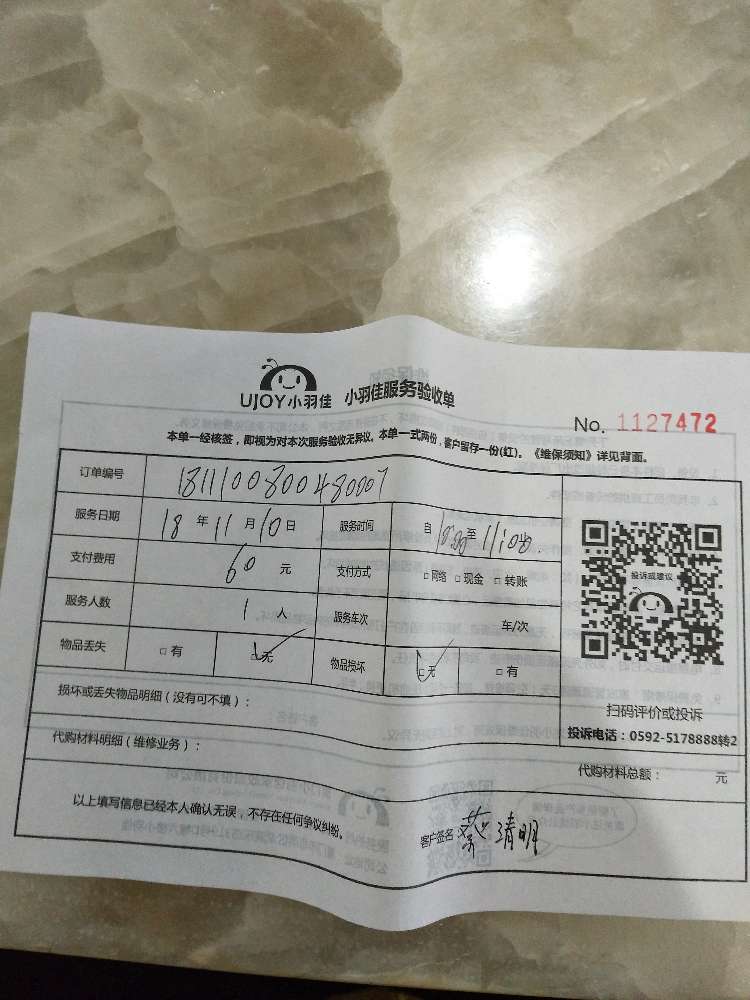 UJOY小羽佳 小羽佳服务验收单
No. 1127472
本单一经核签，即视为对本次服务验收无异议。本单一式两份，客户留存一份(红)。《维保须知》详见背面。
订单编号 1811100800480007
服务日期 18 年 11 月 10 日 服务时间 自 至
支付费用 60 元 支付方式 □网络 □现金 □转账
服务人数 1 人 服务车次 车/次
物品丢失 □有 □无 物品损坏 □无 □有
投诉或建议
扫码评价或投诉
投诉电话：0592-5178888转2
损坏或丢失物品明细（没有可不填）：
代购材料明细（维修业务）：
代购材料总额： 元
以上填写信息已经本人确认无误，不存在任何争议纠纷。
客户签名 蔡清明